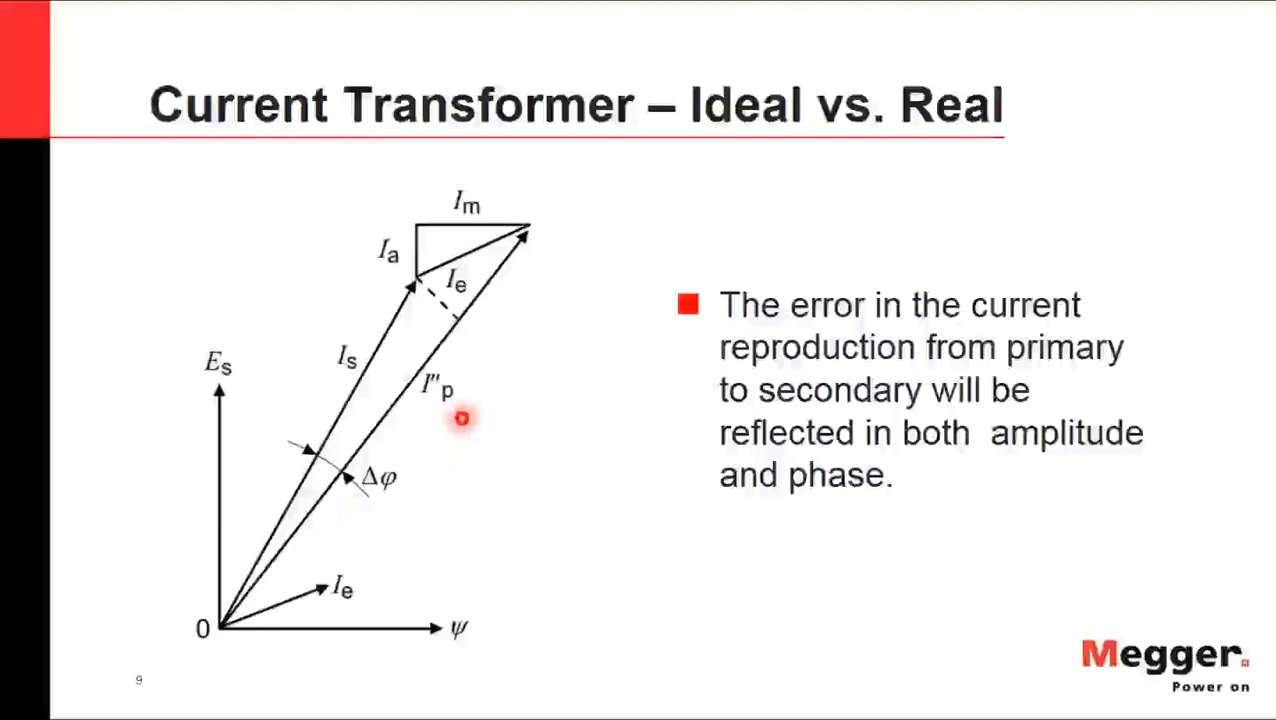 Current Transformer – Ideal vs. Real
Im
Ia
Ie
Es
Is
I"p
Δφ
Ie
0
ψ
The error in the current
reproduction from primary
to secondary will be
reflected in both amplitude
and phase.
9
Megger.
Power on